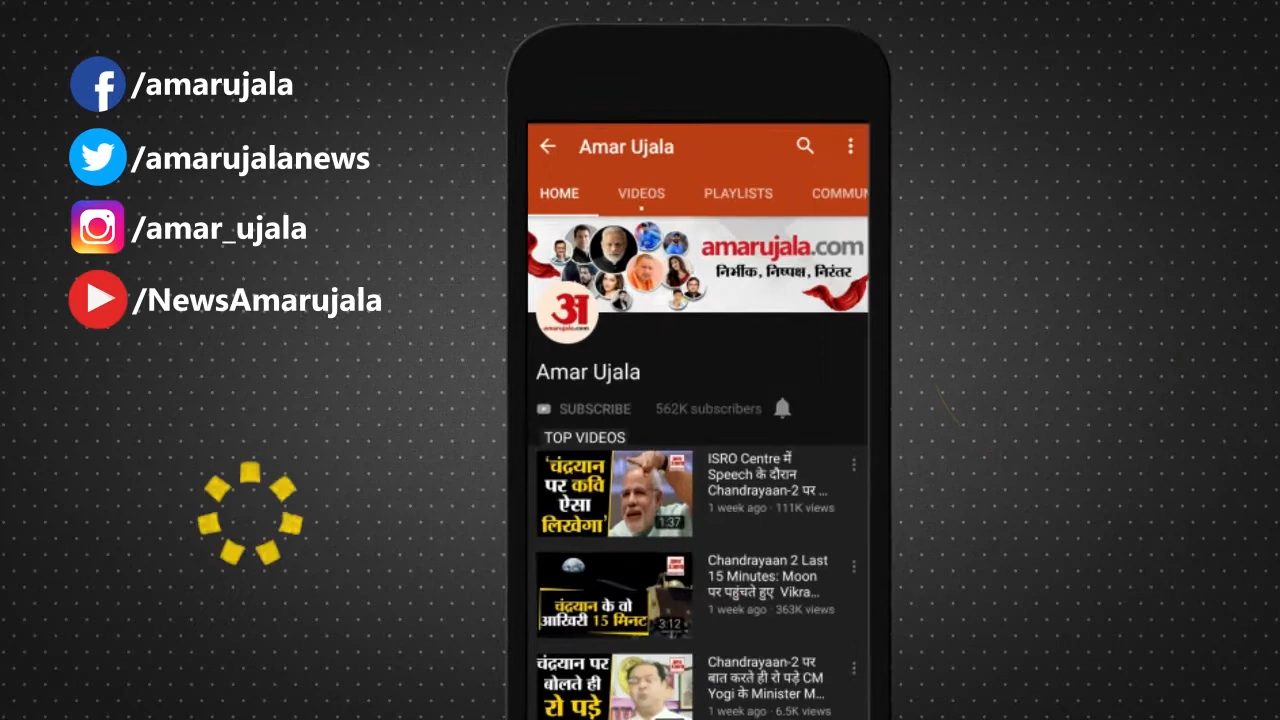 /amarujala
/amarujalanews
/amar_ujala
/NewsAmarujala
Amar Ujala
HOME VIDEOS PLAYLISTS COMMUN
amarujala.com
निर्भीक, निष्पक्ष, निरंतर
अ
amarujala.com
Amar Ujala
SUBSCRIBE 562K subscribers
TOP VIDEOS
‘चंद्रयान
पर कवि
ऐसा
लिखेगा’
1:37
ISRO Centre में
Speech के दौरान
Chandrayaan-2 पर ...
1 week ago · 111K views
चंद्रयान के वो
आखिरी 15 मिनट
3:12
Chandrayaan 2 Last
15 Minutes: Moon
पर पहुंचते हुए Vikra...
1 week ago · 363K views
चंद्रयान पर
बोलते ही
रो पड़े
Chandrayaan-2 पर
बात करते ही रो पड़े CM
Yogi के Minister M...
1 week ago · 6.5K views